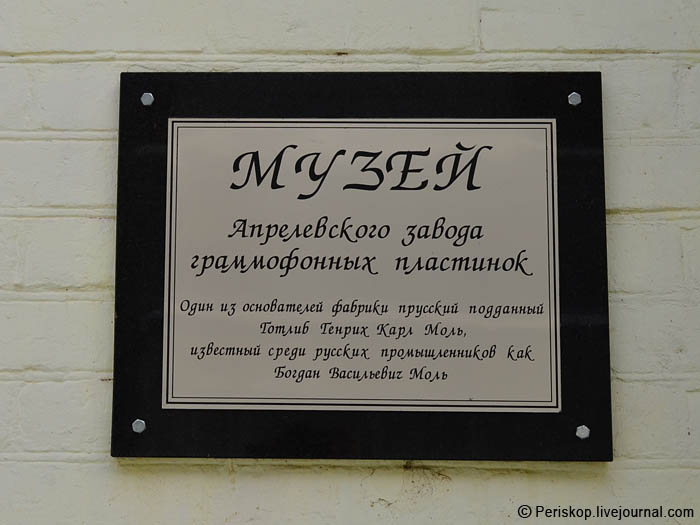 МУЗЕЙ
Апрелевского завода
граммофонных пластинок
Один из основателей фабрики прусский подданный
Готлиб Генрих Карл Моль,
известный среди русских промышленников как
Богдан Васильевич Моль
© Periskop.livejournal.com